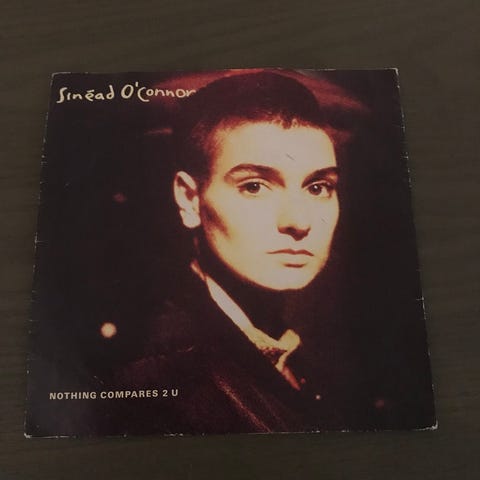 Sinéad O'Connor
NOTHING COMPARES 2 U